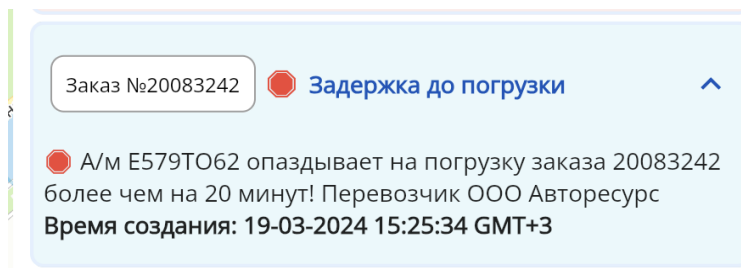 Заказ №20083242 Задержка до погрузки
А/м Е579ТО62 опаздывает на погрузку заказа 20083242
более чем на 20 минут! Перевозчик ООО Авторесурс
Время создания: 19-03-2024 15:25:34 GMT+3